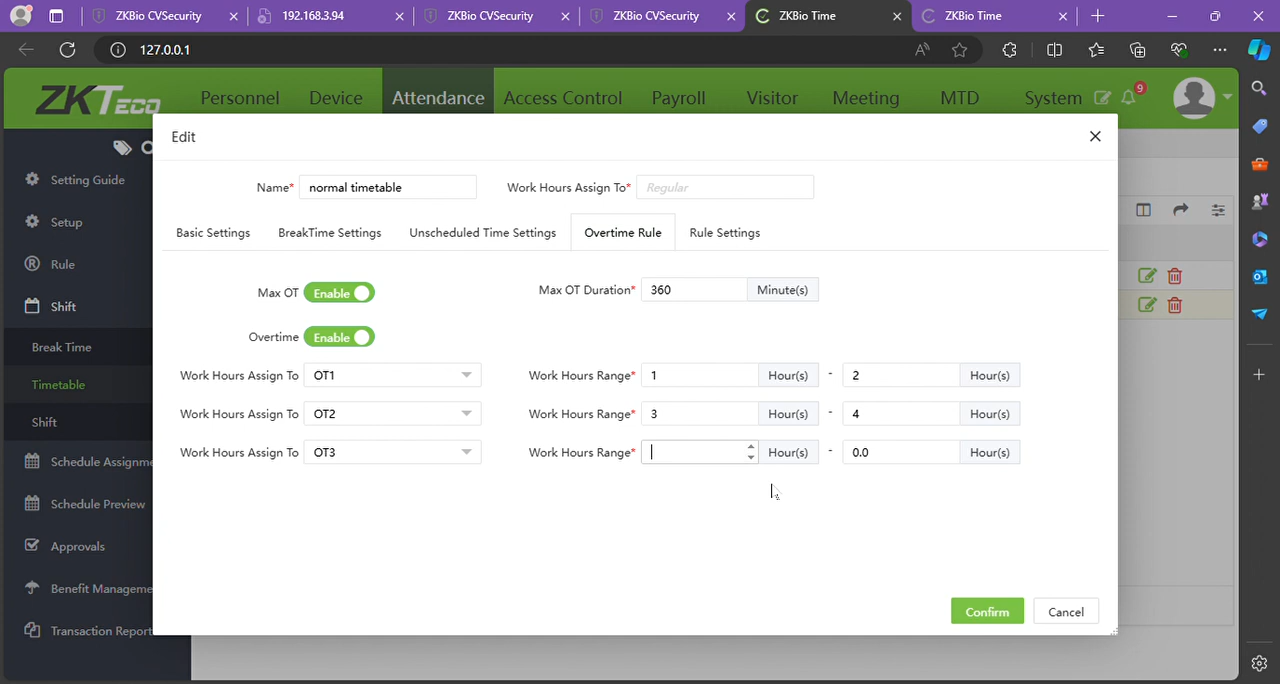 ZKBio CVSecurity
192.168.3.94
ZKBio CVSecurity
ZKBio CVSecurity
ZKBio Time
ZKBio Time
127.0.0.1
ZKTeco
Personnel
Device
Attendance
Access Control
Payroll
Visitor
Meeting
MTD
System
9
Edit
Name* normal timetable
Work Hours Assign To* Regular
Basic Settings
BreakTime Settings
Unscheduled Time Settings
Overtime Rule
Rule Settings
Max OT Enable
Max OT Duration* 360 Minute(s)
Overtime Enable
Work Hours Assign To OT1 Work Hours Range* 1 Hour(s) - 2 Hour(s)
Work Hours Assign To OT2 Work Hours Range* 3 Hour(s) - 4 Hour(s)
Work Hours Assign To OT3 Work Hours Range* Hour(s) - 0.0 Hour(s)
Confirm
Cancel
Setting Guide
Setup
Rule
Shift
Break Time
Timetable
Shift
Schedule Assignme
Schedule Preview
Approvals
Benefit Manageme
Transaction Report